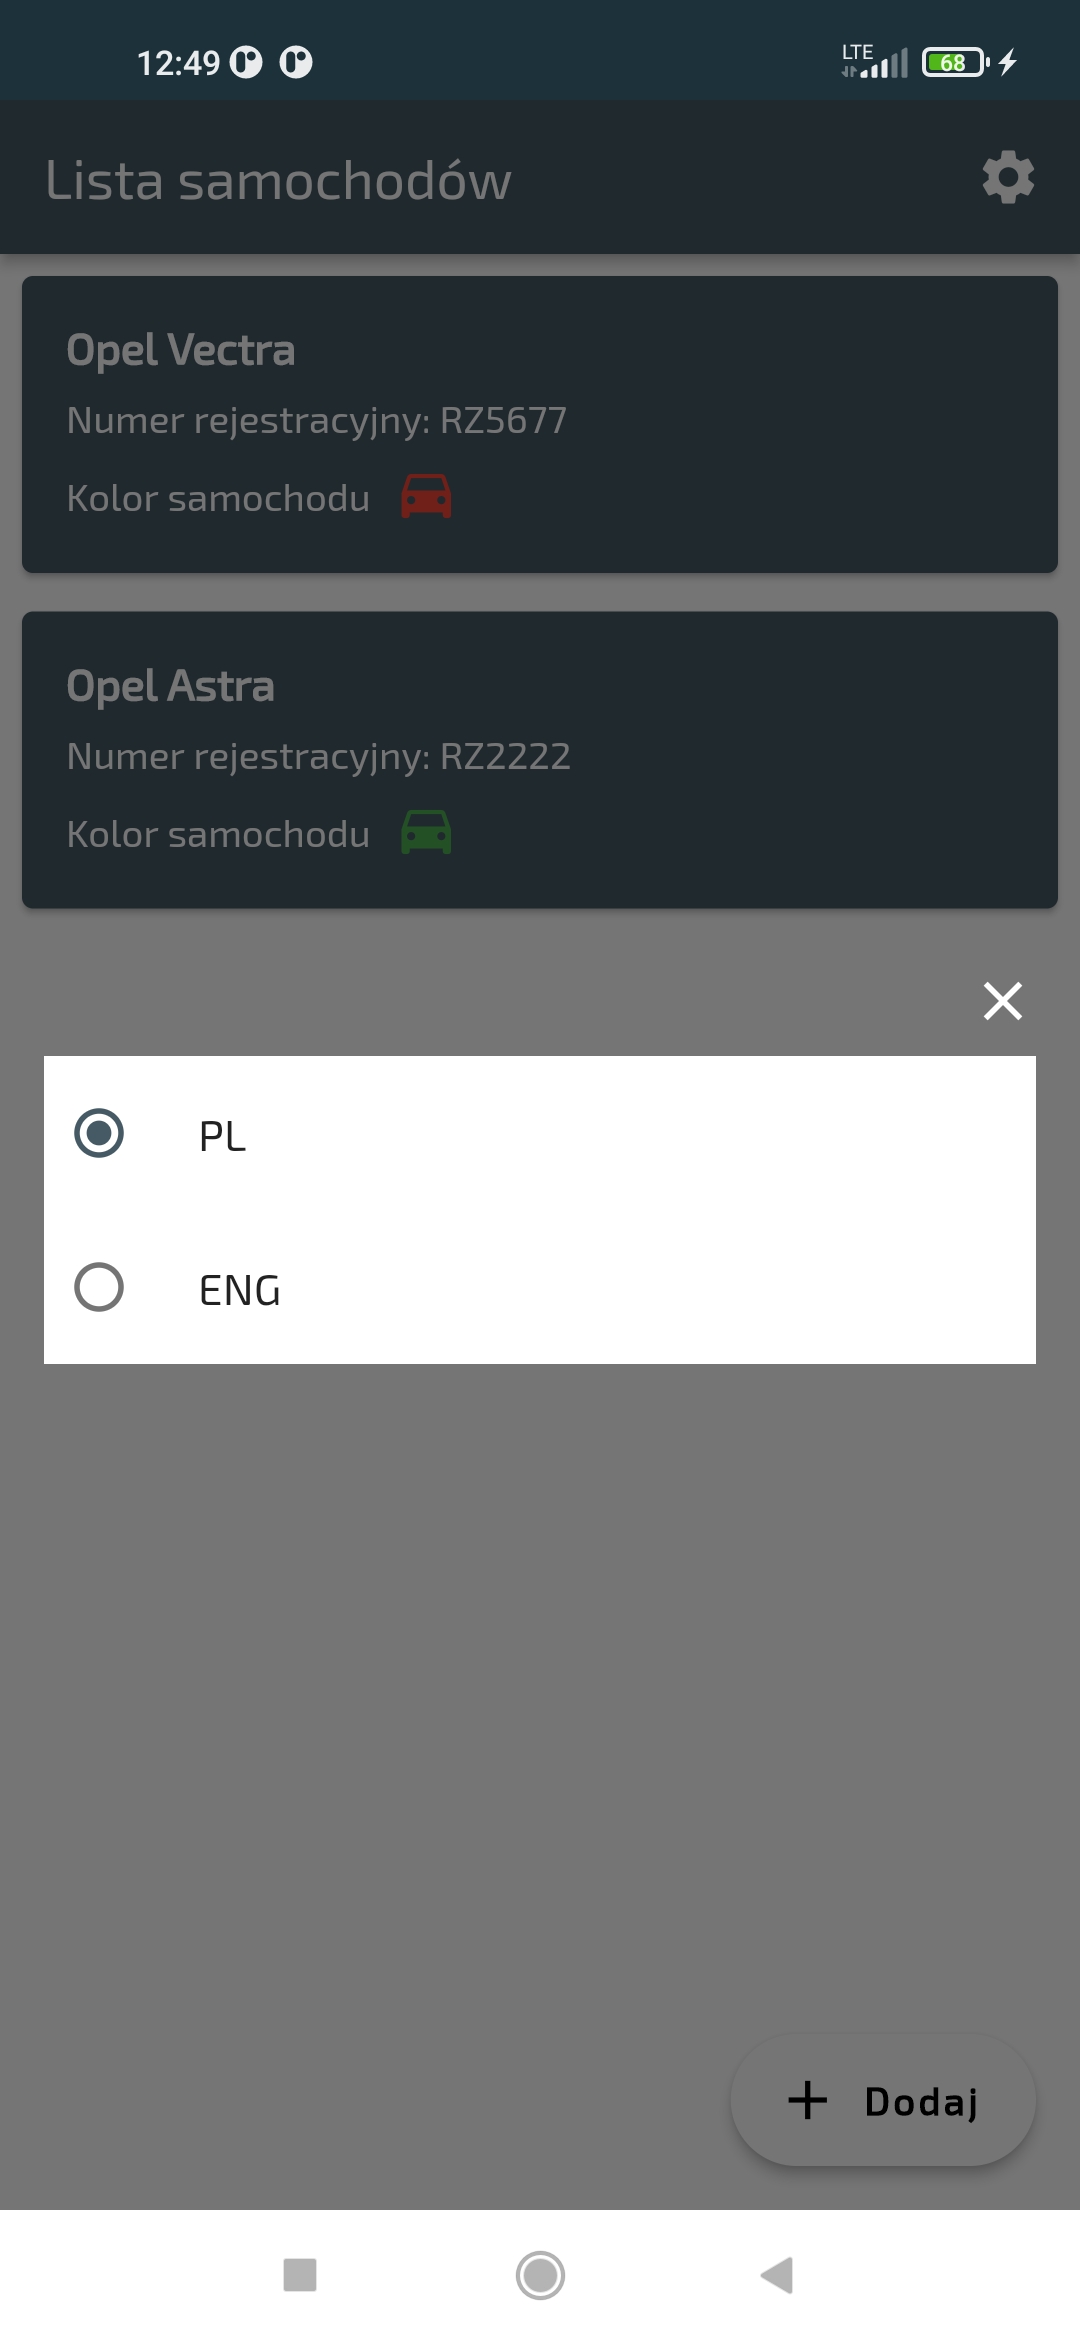 12:49
LTE
68
Lista samochodów
Opel Vectra
Numer rejestracyjny: RZ5677
Kolor samochodu
Opel Astra
Numer rejestracyjny: RZ2222
Kolor samochodu
PL
ENG
Dodaj